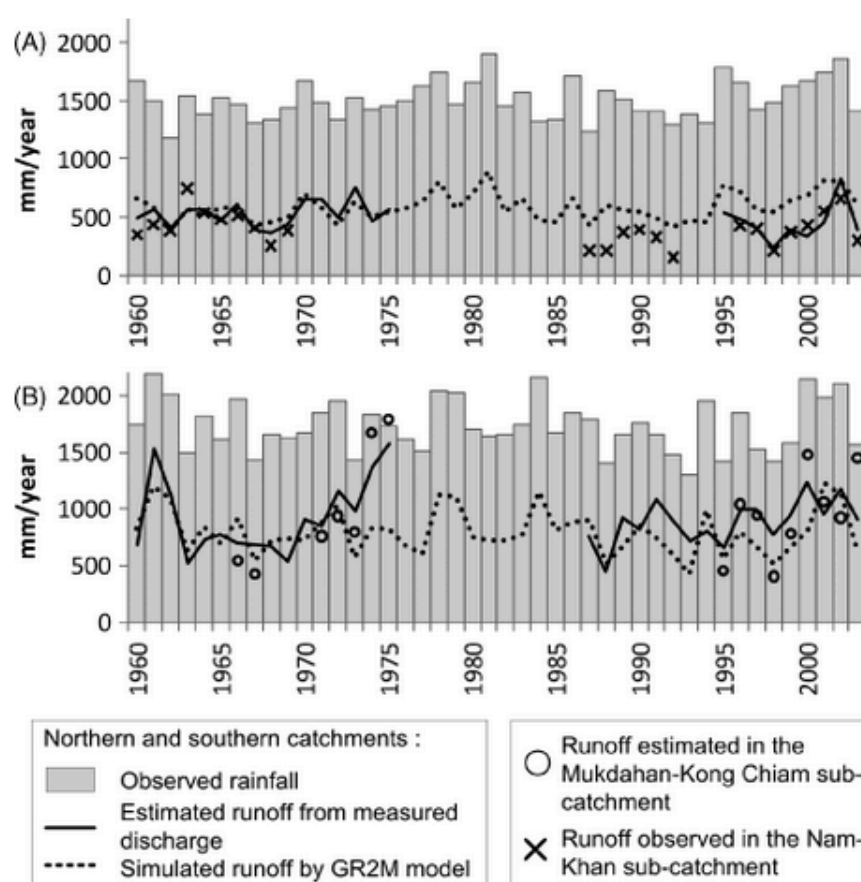 (A)
2000
1500
1000
500
0
mm/year
1960
1965
1970
1975
1980
1985
1990
1995
2000
(B)
2000
1500
1000
500
0
mm/year
1960
1965
1970
1975
1980
1985
1990
1995
2000
Northern and southern catchments :
Observed rainfall
Estimated runoff from measured
discharge
Simulated runoff by GR2M model
Runoff estimated in the
Mukdahan-Kong Chiam sub-
catchment
Runoff observed in the Nam-
Khan sub-catchment